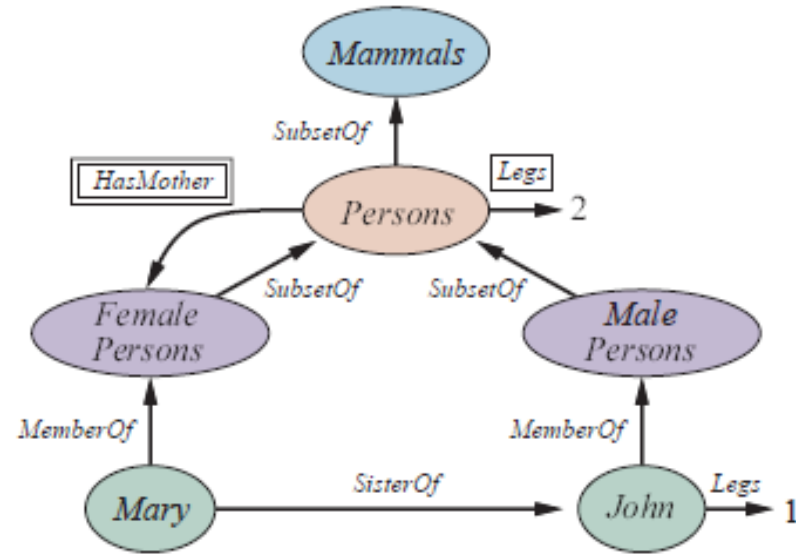 Mammals
SubsetOf
HasMother
Legs
Persons
2
SubsetOf
SubsetOf
Female
Persons
Male
Persons
MemberOf
MemberOf
SisterOf
Legs
Mary
John
1